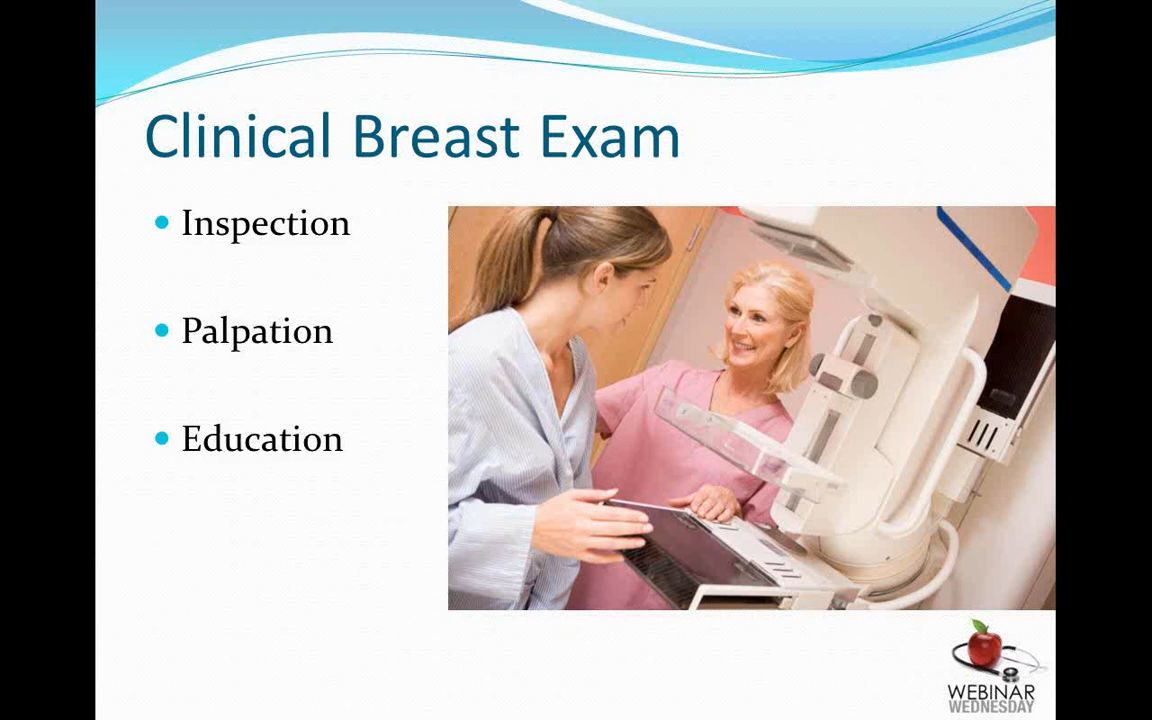 Clinical Breast Exam
Inspection
Palpation
Education
WEBINAR
WEDNESDAY